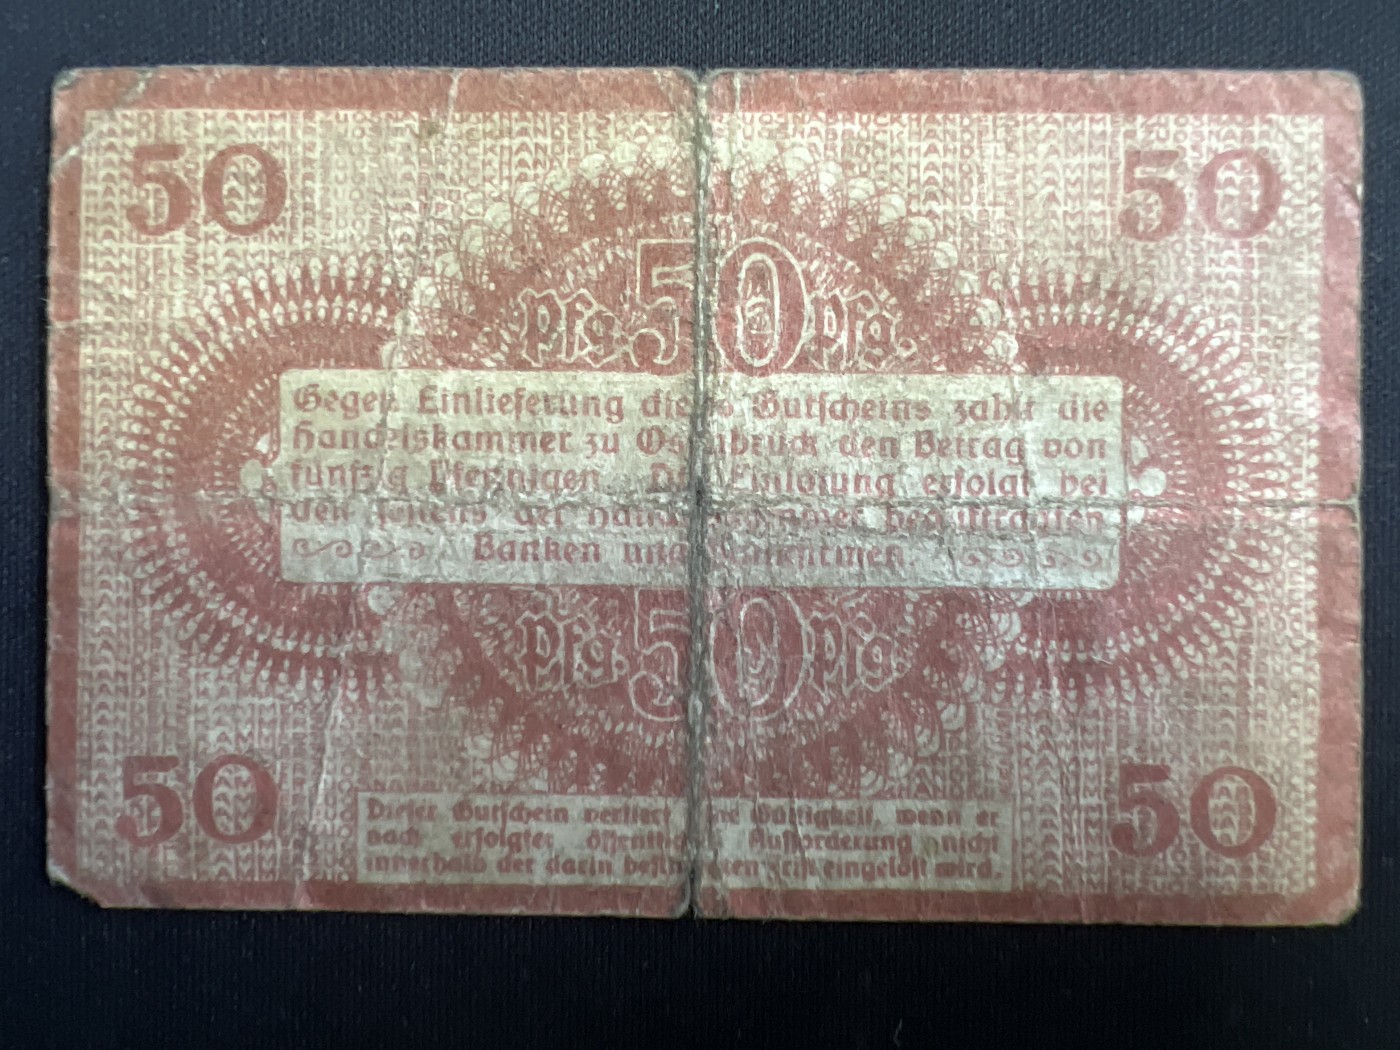 50 50
Pfg. 50 Pfg.
Gegen Einlieferung dieses Gutscheins zahlt die
Handelskammer zu Osnabrück den Betrag von
fünfzig Pfennigen. Die Einlösung erfolgt bei
den seitens der Handelskammer beauftragten
Banken und
Pfg. 50 Pfg.
50 50
Dieser Gutschein verliert seine Gültigkeit, wenn er
nach erfolgter öffentlicher Aufforderung nicht
innerhalb der darin bestimmten Frist eingelöst wird.